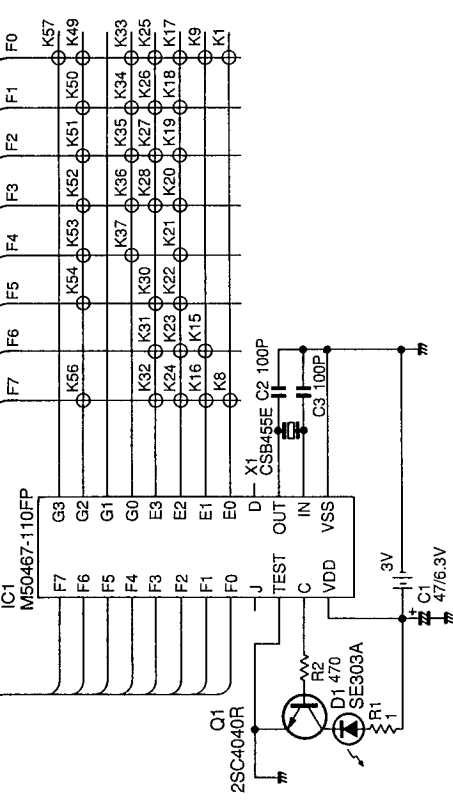 F0
F1
F2
F3
F4
F5
F6
F7
K57
K49
K33
K25
K17
K9
K1
K50
K34
K26
K18
K51
K35
K27
K19
K52
K36
K28
K20
K53
K37
K21
K54
K30
K22
K31
K23
K15
K56
K32
K24
K16
K8
IC1
M50467-110FP
G3
G2
G1
G0
E3
E2
E1
E0
D
OUT
IN
VSS
F7
F6
F5
F4
F3
F2
F1
F0
J
TEST
C
VDD
X1
CSB455E
C2 100P
C3 100P
3V
+
C1
47/6.3V
R2
470
Q1
2SC4040R
D1
SE303A
R1
1